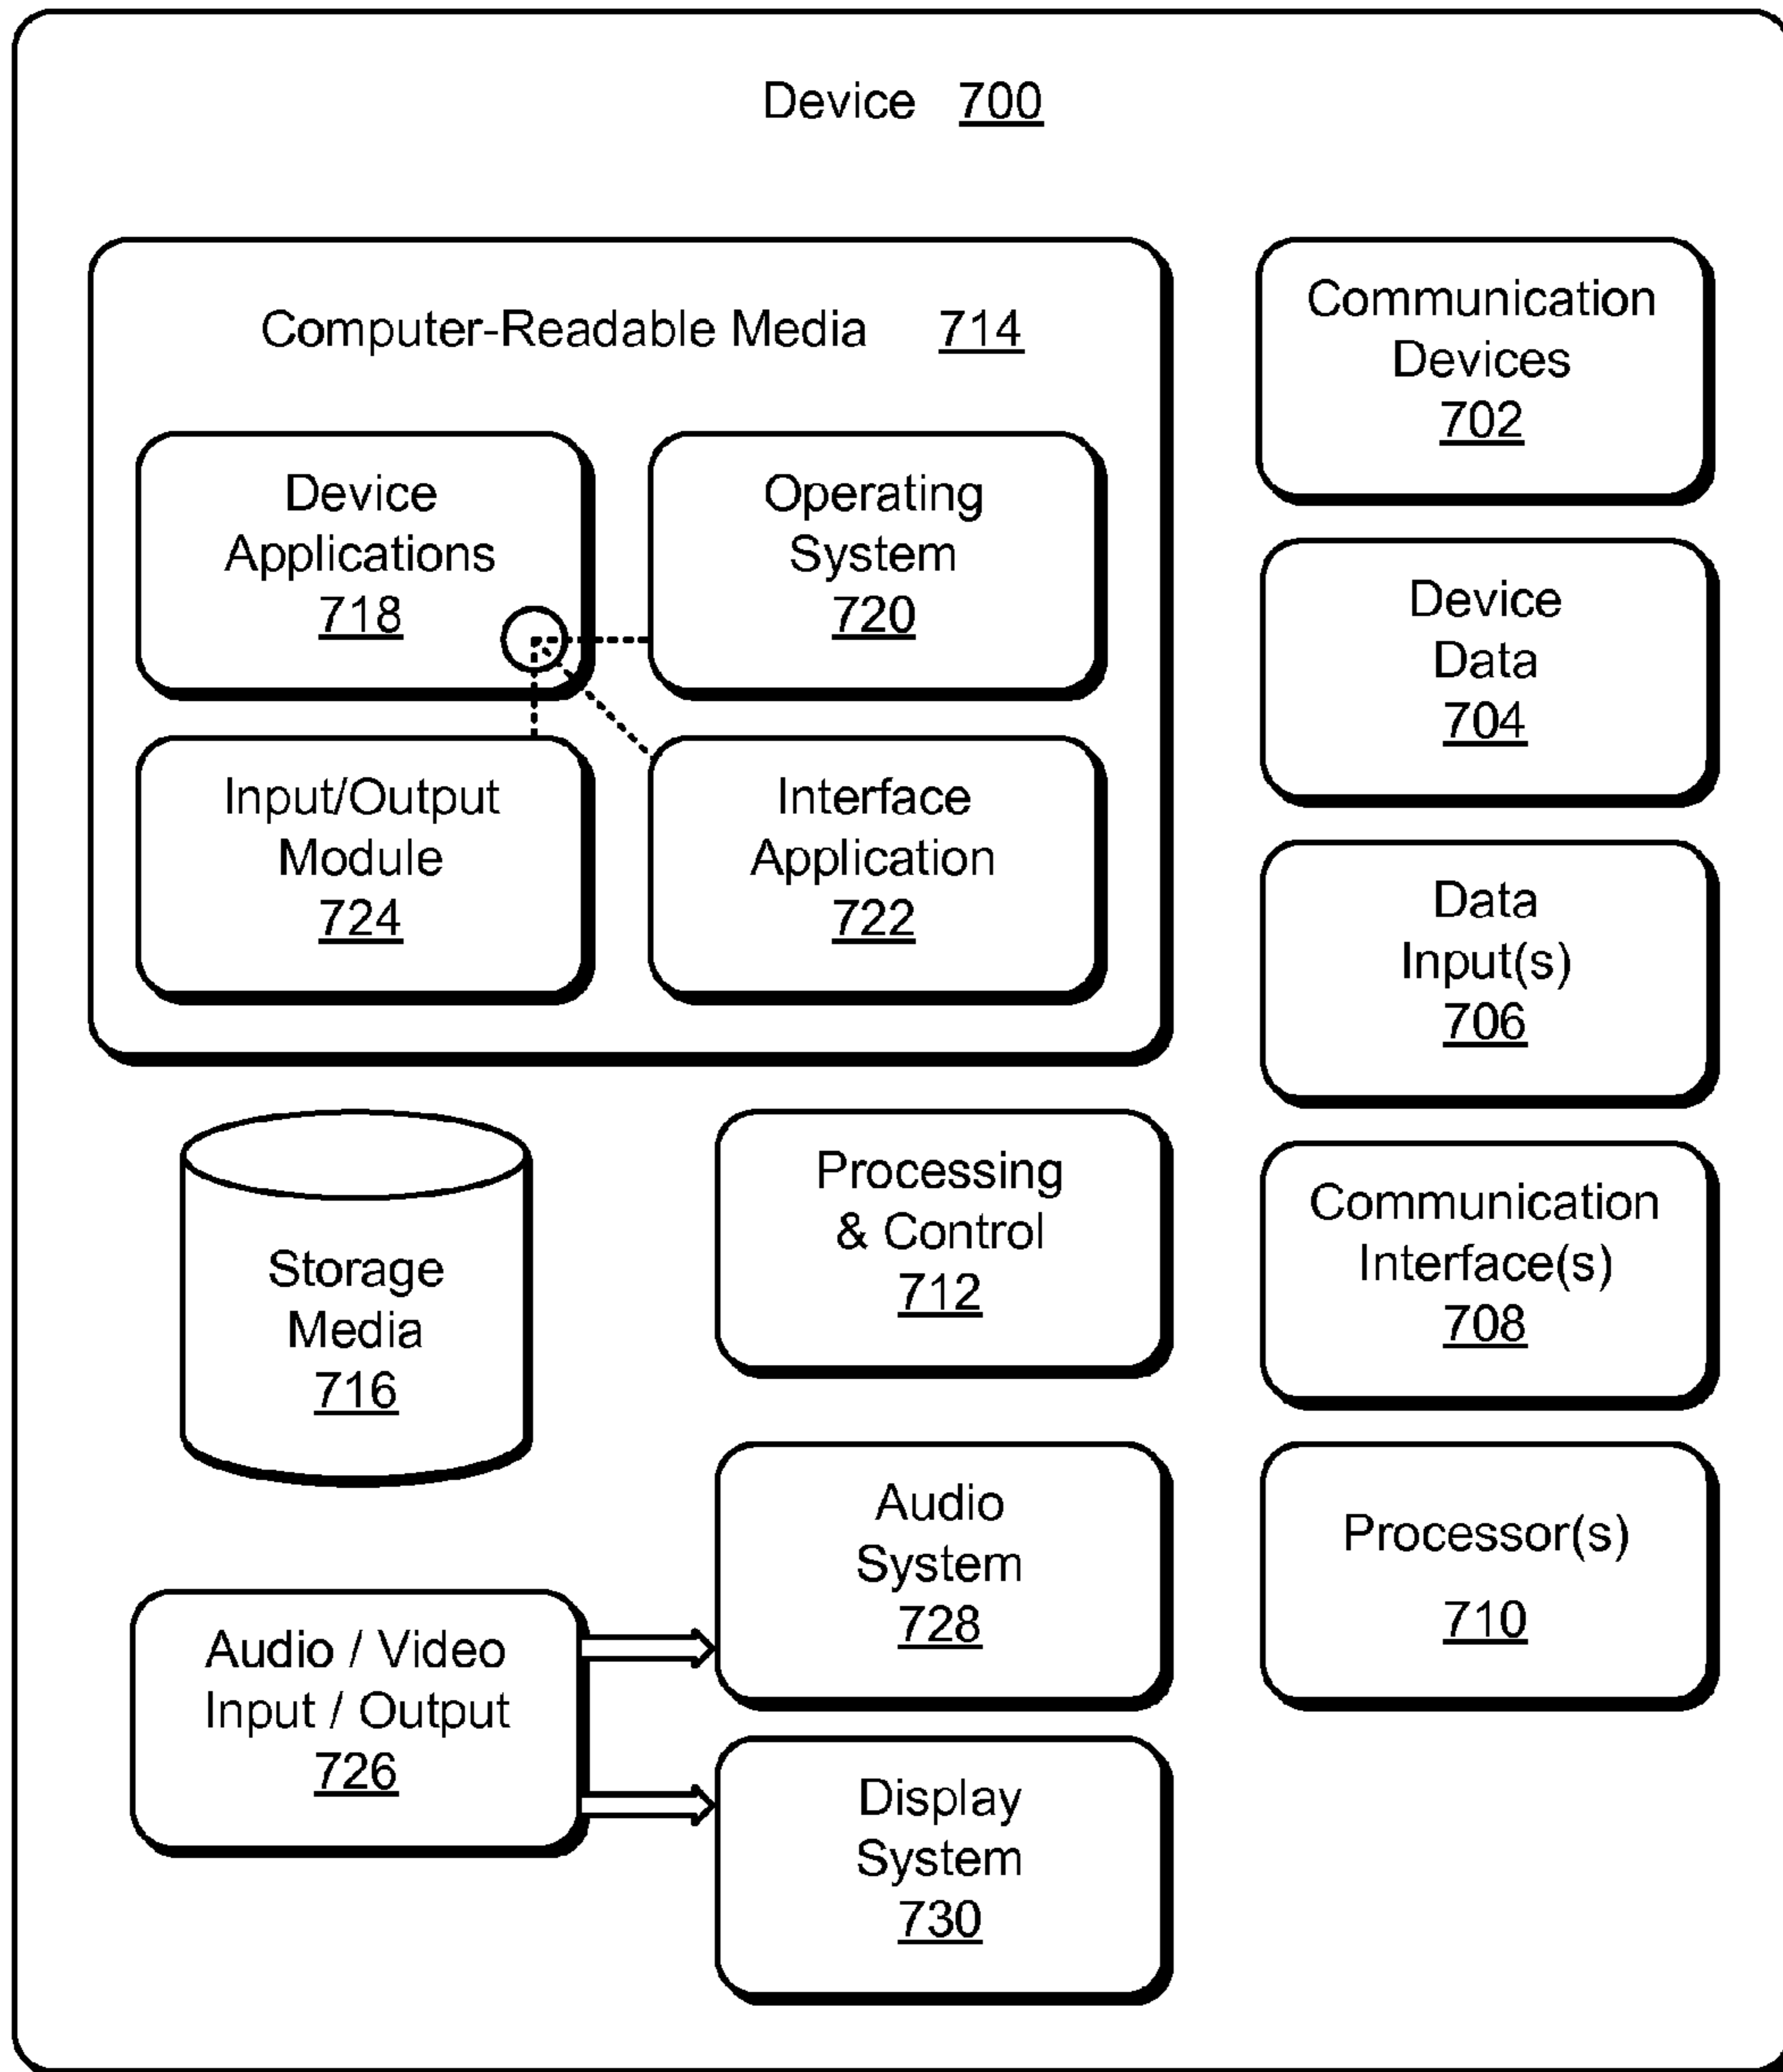 Device 700
Computer-Readable Media 714
Device
Applications
718
Operating
System
720
Input/Output
Module
724
Interface
Application
722
Communication
Devices
702
Device
Data
704
Data
Input(s)
706
Communication
Interface(s)
708
Processor(s)
710
Storage
Media
716
Processing
& Control
712
Audio / Video
Input / Output
726
Audio
System
728
Display
System
730